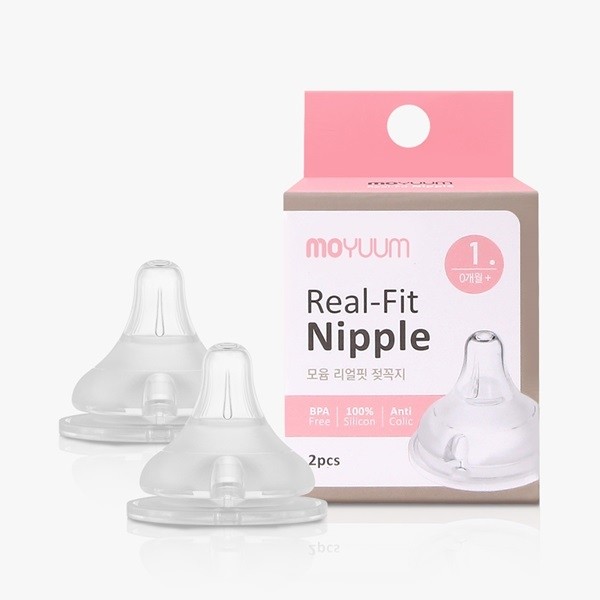 moyuum
moyuum
1.
0개월+
Real-Fit
Nipple
모윰 리얼핏 젖꼭지
BPA Free
100% Silicon
Anti Colic
2pcs